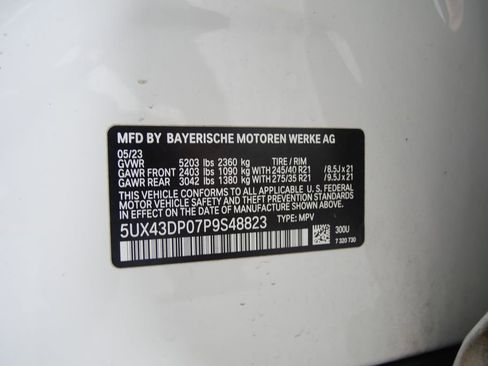 MFD BY BAYERISCHE MOTOREN WERKE AG
05/23
GVWR 5203 lbs 2360 kg TIRE / RIM
GAWR FRONT 2403 lbs 1090 kg WITH 245/40 R21 / 8.5J x 21
GAWR REAR 3042 lbs 1380 kg WITH 275/35 R21 / 9.5J x 21
THIS VEHICLE CONFORMS TO ALL APPLICABLE U. S. FEDERAL
MOTOR VEHICLE SAFETY AND THEFT PREVENTION STANDARDS
IN EFFECT ON THE DATE OF MANUFACTURE SHOWN ABOVE.
5UX43DP07P9S48823 TYPE: MPV
300U
7 320 730